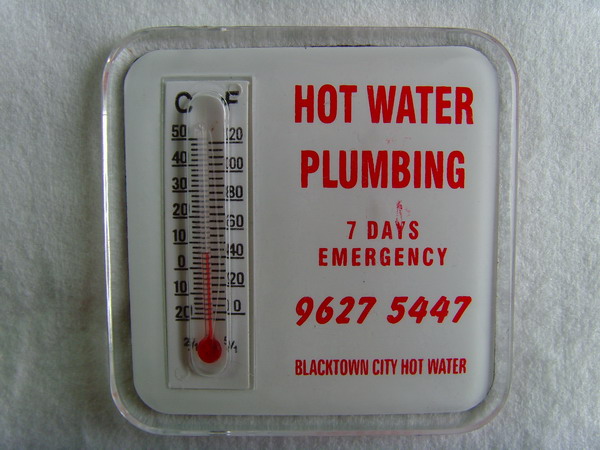 C F
50 120
40 100
30 80
20 60
10 40
0 20
10 0
20
HOT WATER
PLUMBING
7 DAYS
EMERGENCY
9627 5447
BLACKTOWN CITY HOT WATER